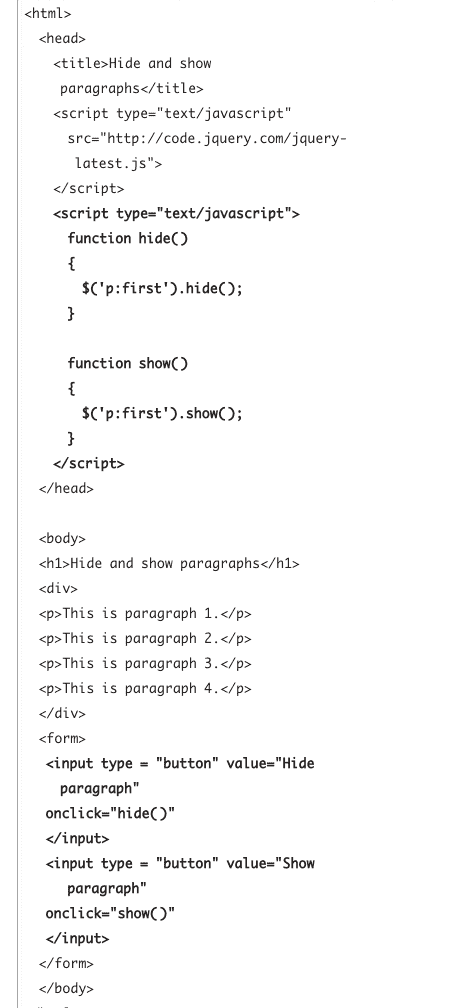 <html>
<head>
<title>Hide and show
paragraphs</title>
<script type="text/javascript"
src="http://code.jquery.com/jquery-
latest.js">
</script>
<script type="text/javascript">
function hide()
{
$('p:first').hide();
}
function show()
{
$('p:first').show();
}
</script>
</head>
<body>
<h1>Hide and show paragraphs</h1>
<div>
<p>This is paragraph 1.</p>
<p>This is paragraph 2.</p>
<p>This is paragraph 3.</p>
<p>This is paragraph 4.</p>
</div>
<form>
<input type = "button" value="Hide
paragraph"
onclick="hide()"
</input>
<input type = "button" value="Show
paragraph"
onclick="show()"
</input>
</form>
</body>